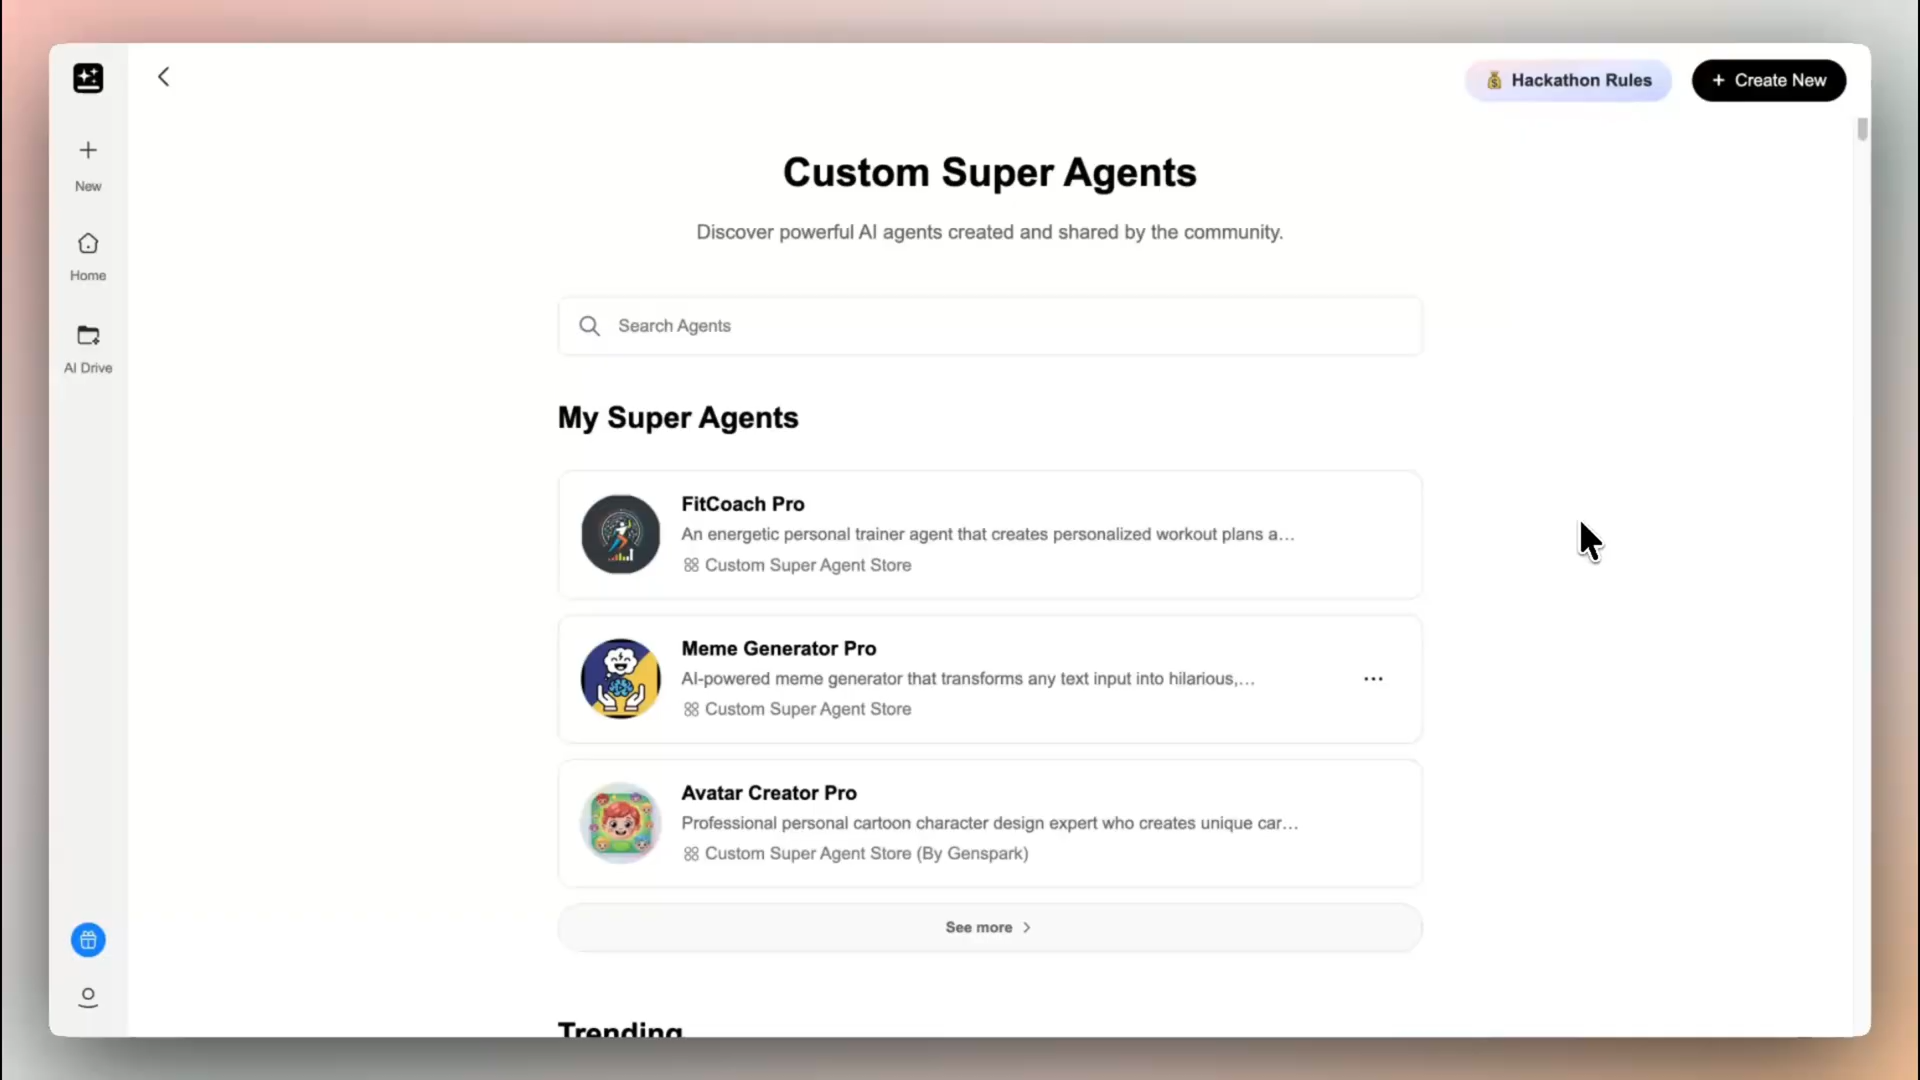 Hackathon Rules
+ Create New
New
Home
AI Drive
Custom Super Agents
Discover powerful AI agents created and shared by the community.
Search Agents
My Super Agents
FitCoach Pro
An energetic personal trainer agent that creates personalized workout plans a...
Custom Super Agent Store
Meme Generator Pro
AI-powered meme generator that transforms any text input into hilarious,...
Custom Super Agent Store
Avatar Creator Pro
Professional personal cartoon character design expert who creates unique car...
Custom Super Agent Store (By Genspark)
See more >
Trending